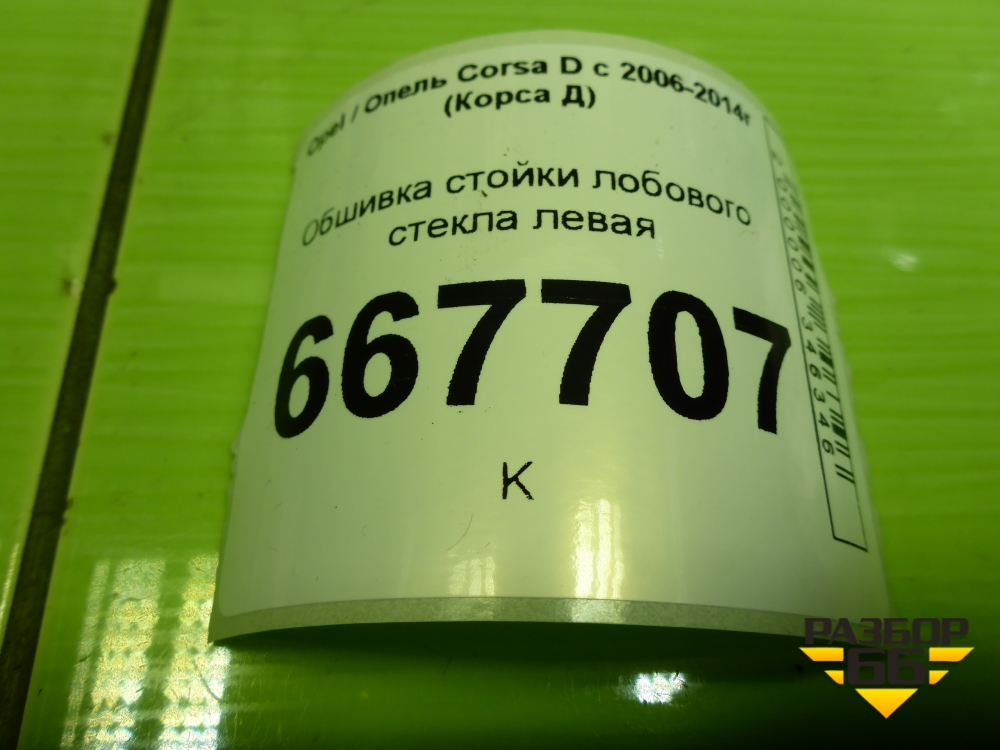 Opel / Опель Corsa D с 2006-2014г
(Корса Д)
Обшивка стойки лобового
стекла левая
667707
К
РАЗБОР
66